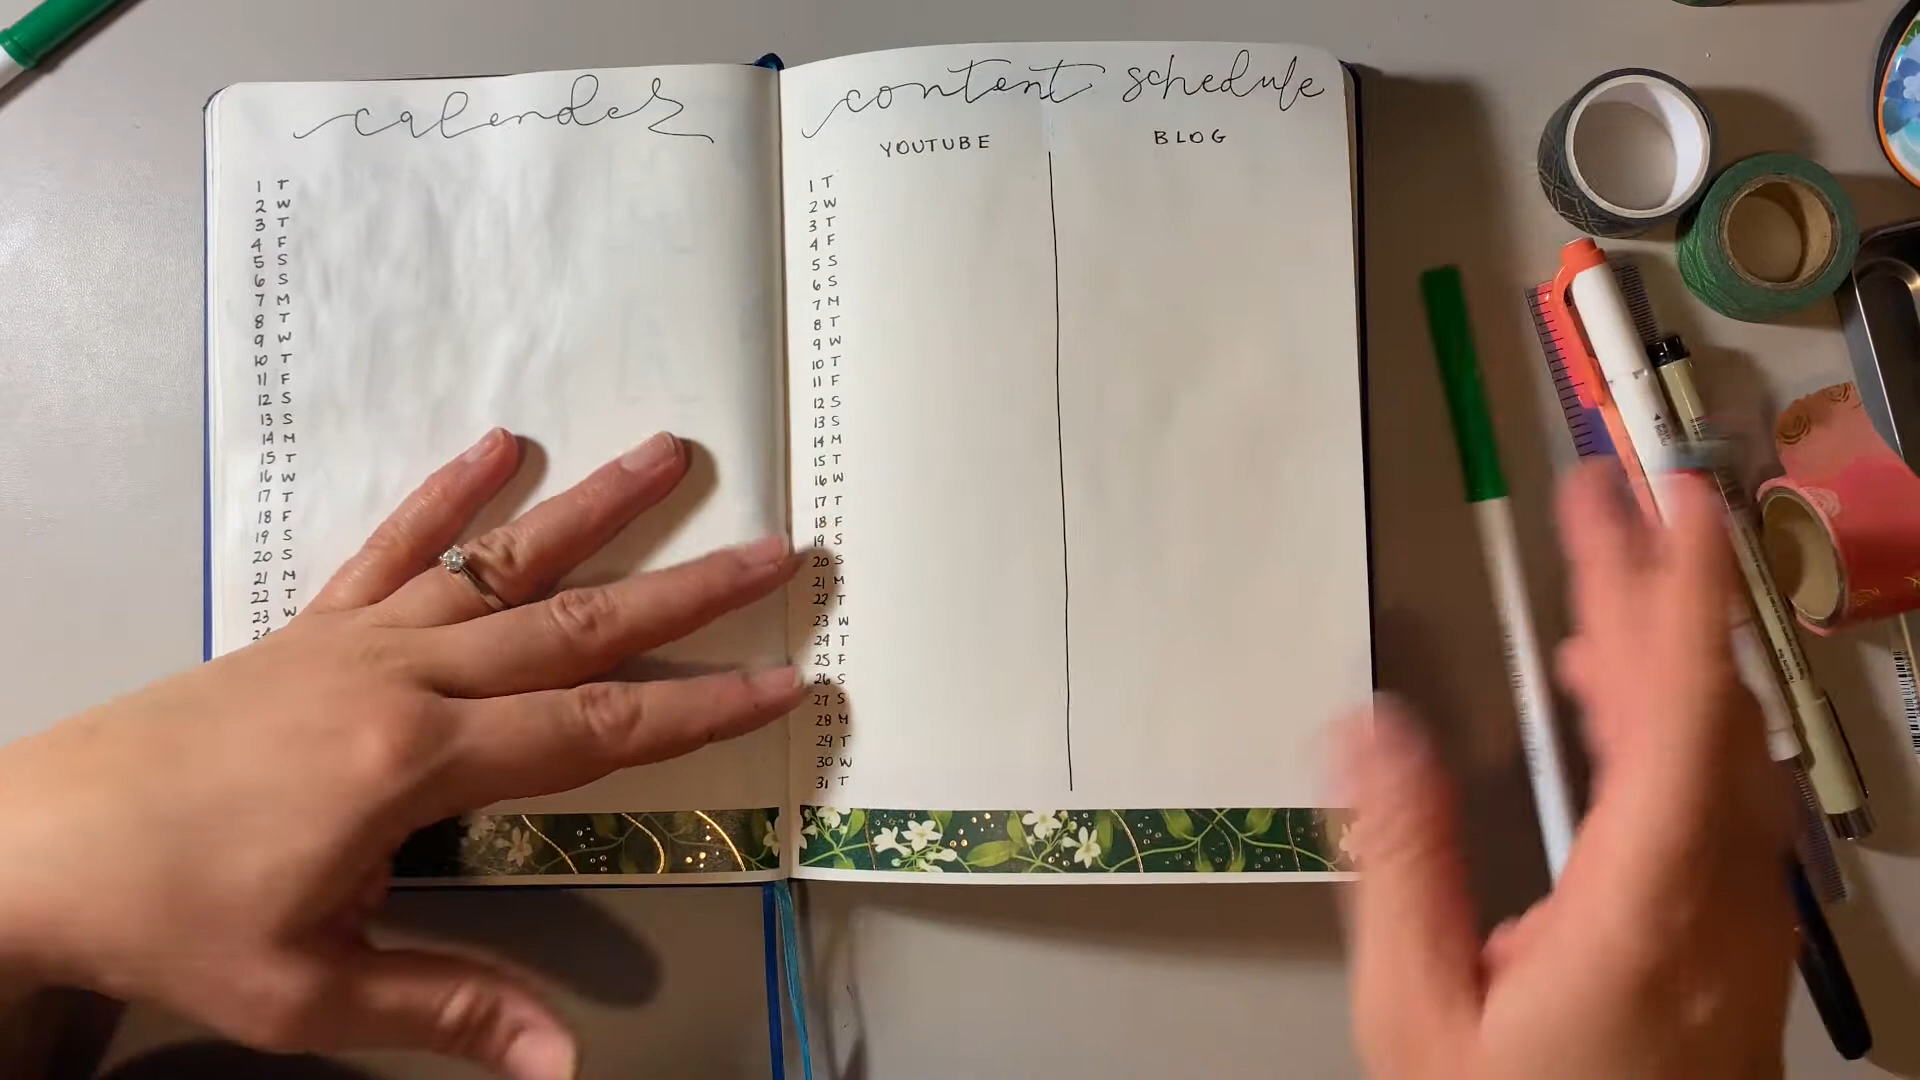 calender
1 T
2 W
3 T
4 F
5 S
6 S
7 M
8 T
9 W
10 T
11 F
12 S
13 S
14 M
15 T
16 W
17 T
18 F
19 S
20 S
21 M
22 T
23 W
24
content schedule
YOUTUBE BLOG
1 T
2 W
3 T
4 F
5 S
6 S
7 M
8 T
9 W
10 T
11 F
12 S
13 S
14 M
15 T
16 W
17 T
18 F
19 S
20 S
21 M
22 T
23 W
24 T
25 F
26 S
27 S
28 M
29 T
30 W
31 T